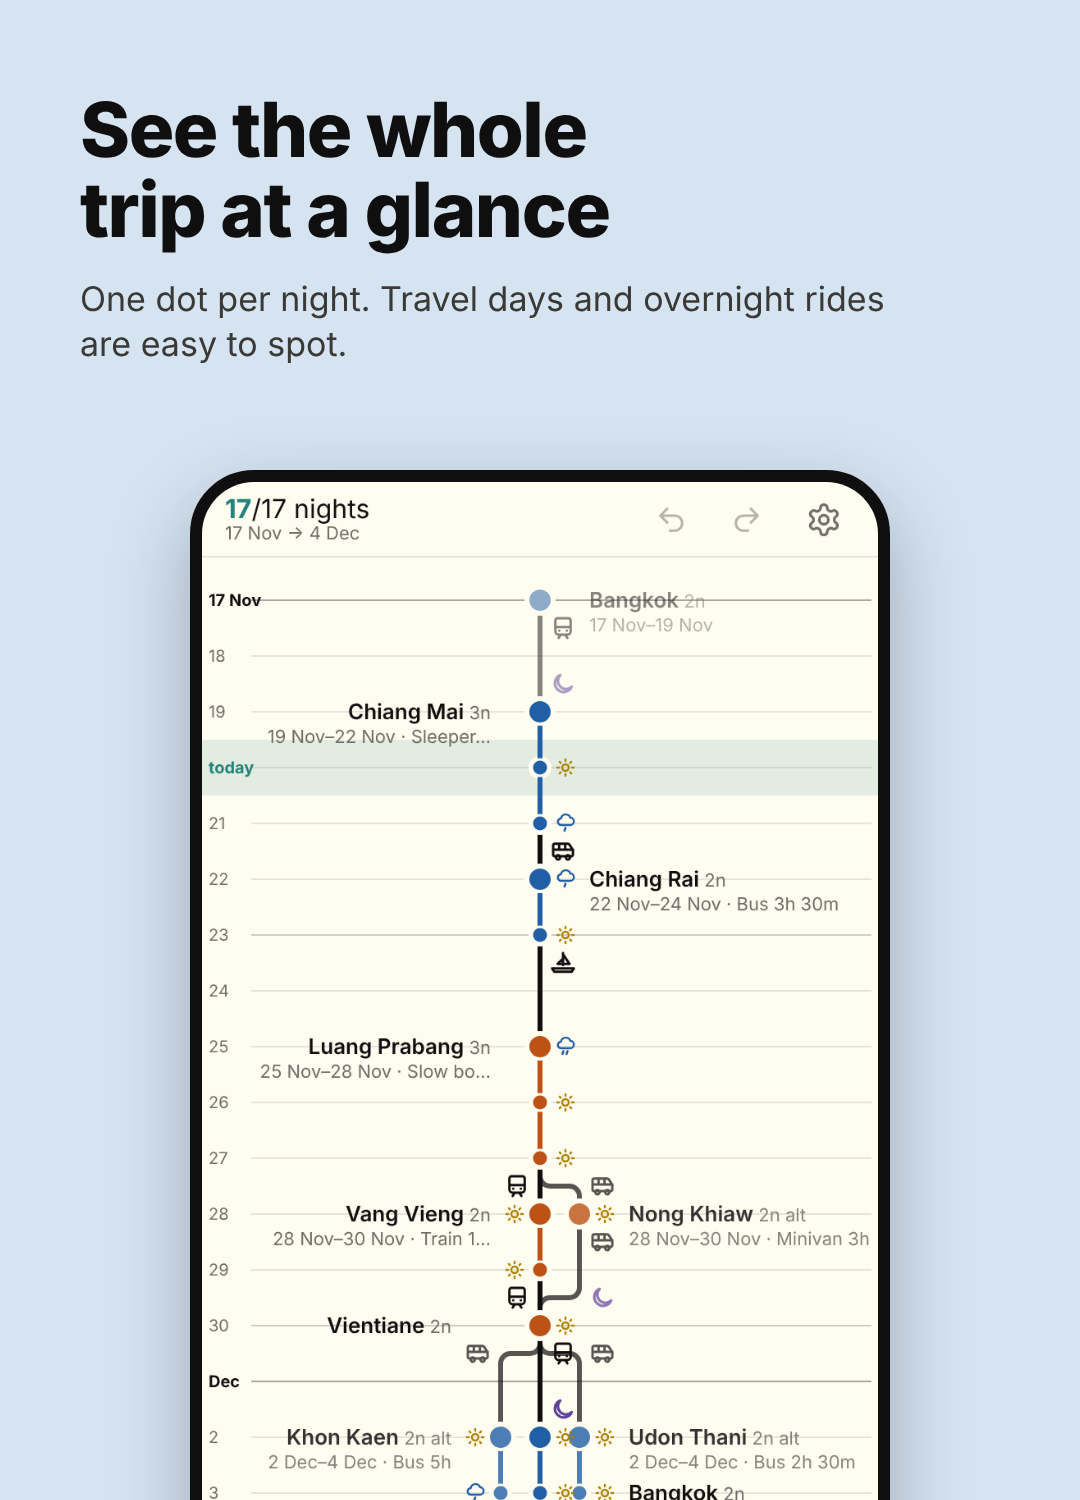 See the whole
trip at a glance
One dot per night. Travel days and overnight rides
are easy to spot.
17/17 nights
17 Nov → 4 Dec
17 Nov
Bangkok 2n
17 Nov–19 Nov
18
19
Chiang Mai 3n
19 Nov–22 Nov · Sleeper...
today
21
22
Chiang Rai 2n
22 Nov–24 Nov · Bus 3h 30m
23
24
25
Luang Prabang 3n
25 Nov–28 Nov · Slow bo...
26
27
28
Vang Vieng 2n
28 Nov–30 Nov · Train 1...
Nong Khiaw 2n alt
28 Nov–30 Nov · Minivan 3h
29
30
Vientiane 2n
Dec
2
Khon Kaen 2n alt
2 Dec–4 Dec · Bus 5h
Udon Thani 2n alt
2 Dec–4 Dec · Bus 2h 30m
3
Bangkok 2n